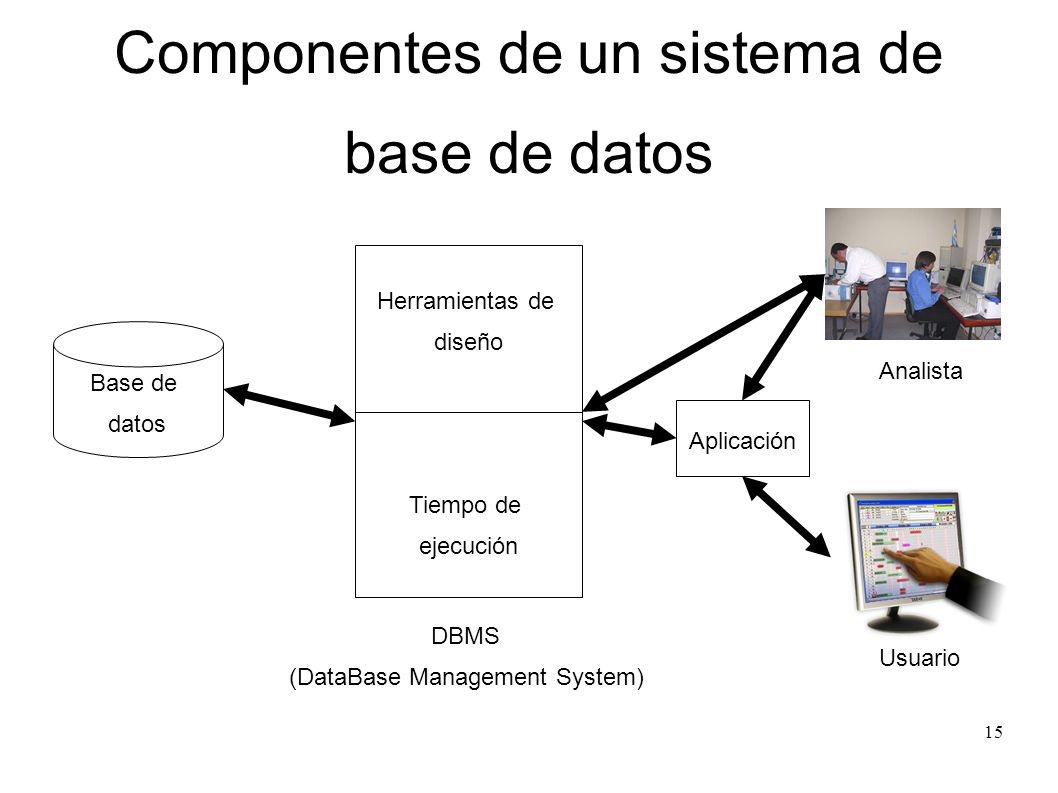 Componentes de un sistema de
base de datos
Herramientas de
diseño
Base de
datos
Analista
Aplicación
Tiempo de
ejecución
DBMS
(DataBase Management System)
Usuario
15